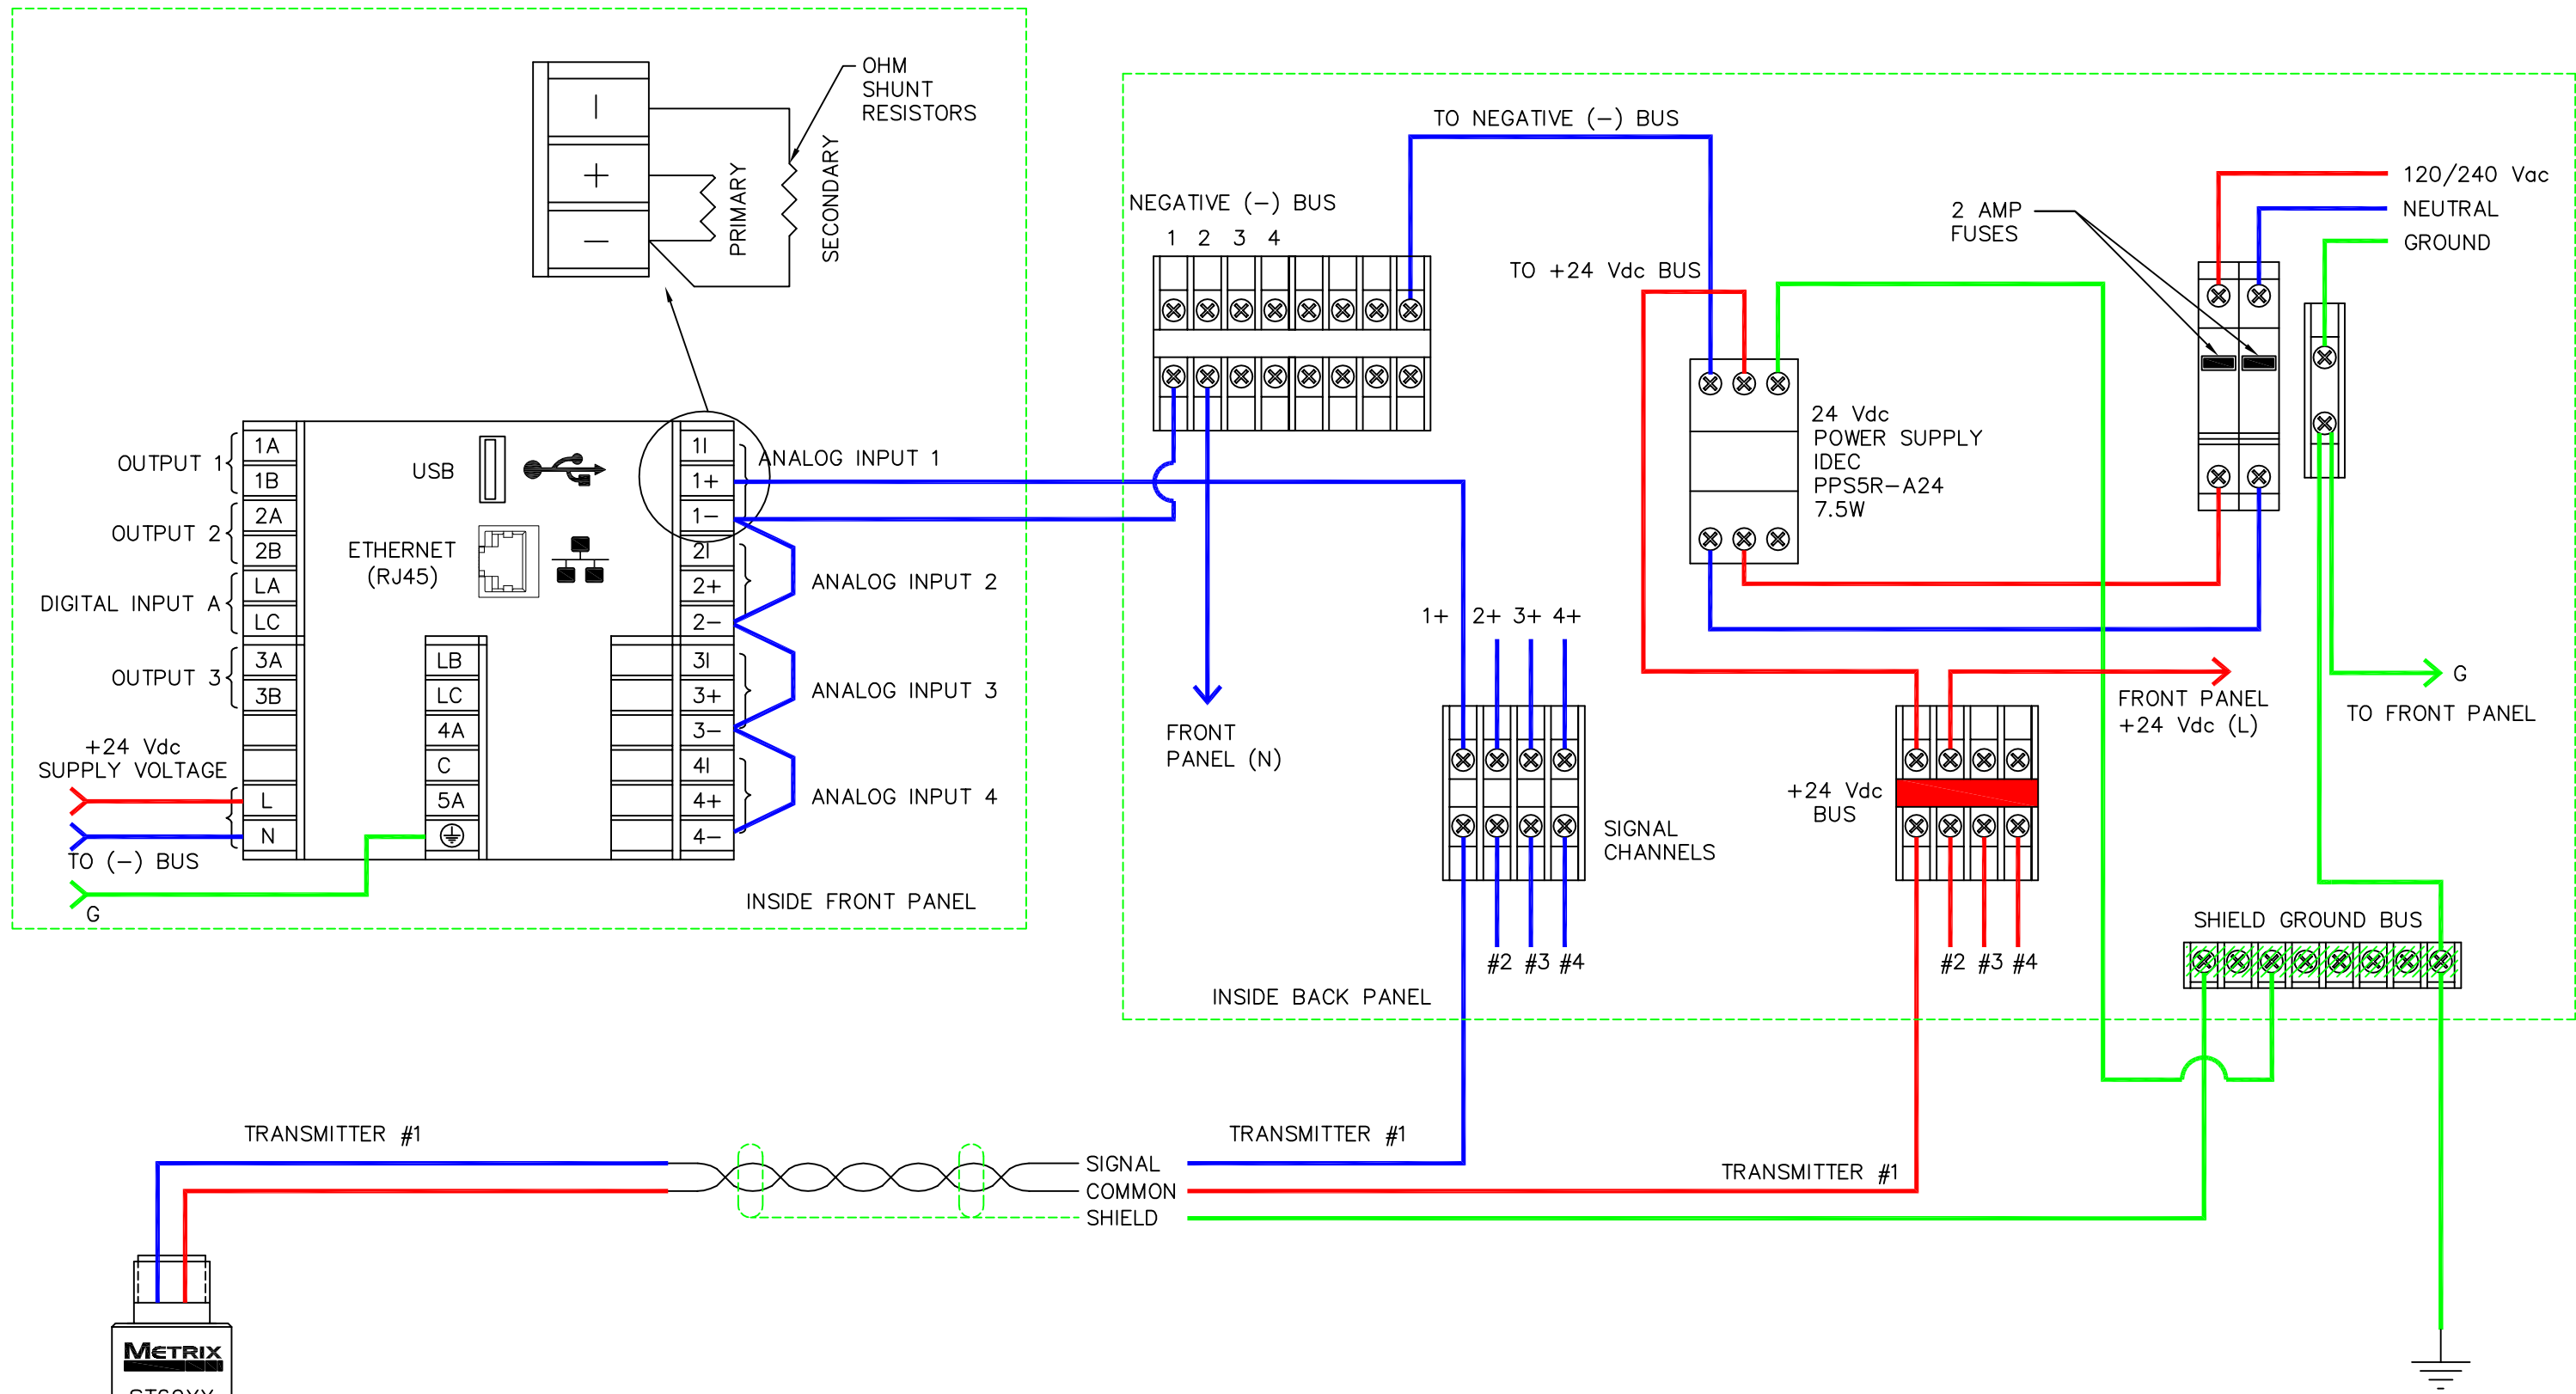 OHM
SHUNT
RESISTORS
I
+
−
PRIMARY
SECONDARY
OUTPUT 1
OUTPUT 2
DIGITAL INPUT A
OUTPUT 3
+24 Vdc
SUPPLY VOLTAGE
TO (−) BUS
G
1A
1B
2A
2B
LA
LC
3A
3B
L
N
USB
ETHERNET
(RJ45)
LB
LC
4A
C
5A
1I
1+
1−
2I
2+
2−
3I
3+
3−
4I
4+
4−
ANALOG INPUT 1
ANALOG INPUT 2
ANALOG INPUT 3
ANALOG INPUT 4
INSIDE FRONT PANEL
TO NEGATIVE (−) BUS
NEGATIVE (−) BUS
1 2 3 4
TO +24 Vdc BUS
FRONT
PANEL (N)
24 Vdc
POWER SUPPLY
IDEC
PPS5R−A24
7.5W
2 AMP
FUSES
120/240 Vac
NEUTRAL
GROUND
1+ 2+ 3+ 4+
SIGNAL
CHANNELS
#2 #3 #4
+24 Vdc
BUS
#2 #3 #4
FRONT PANEL
+24 Vdc (L)
G
TO FRONT PANEL
SHIELD GROUND BUS
INSIDE BACK PANEL
TRANSMITTER #1
SIGNAL
COMMON
SHIELD
TRANSMITTER #1
TRANSMITTER #1
METRIX